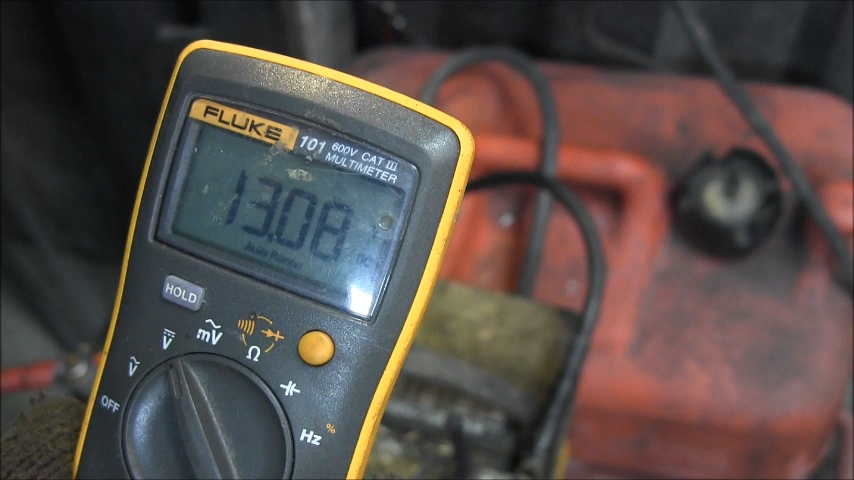 FLUKE
101 600V CAT III
MULTIMETER
13.08
Auto Range
DC
HOLD
OFF
V
V
mV
Ω
Hz %